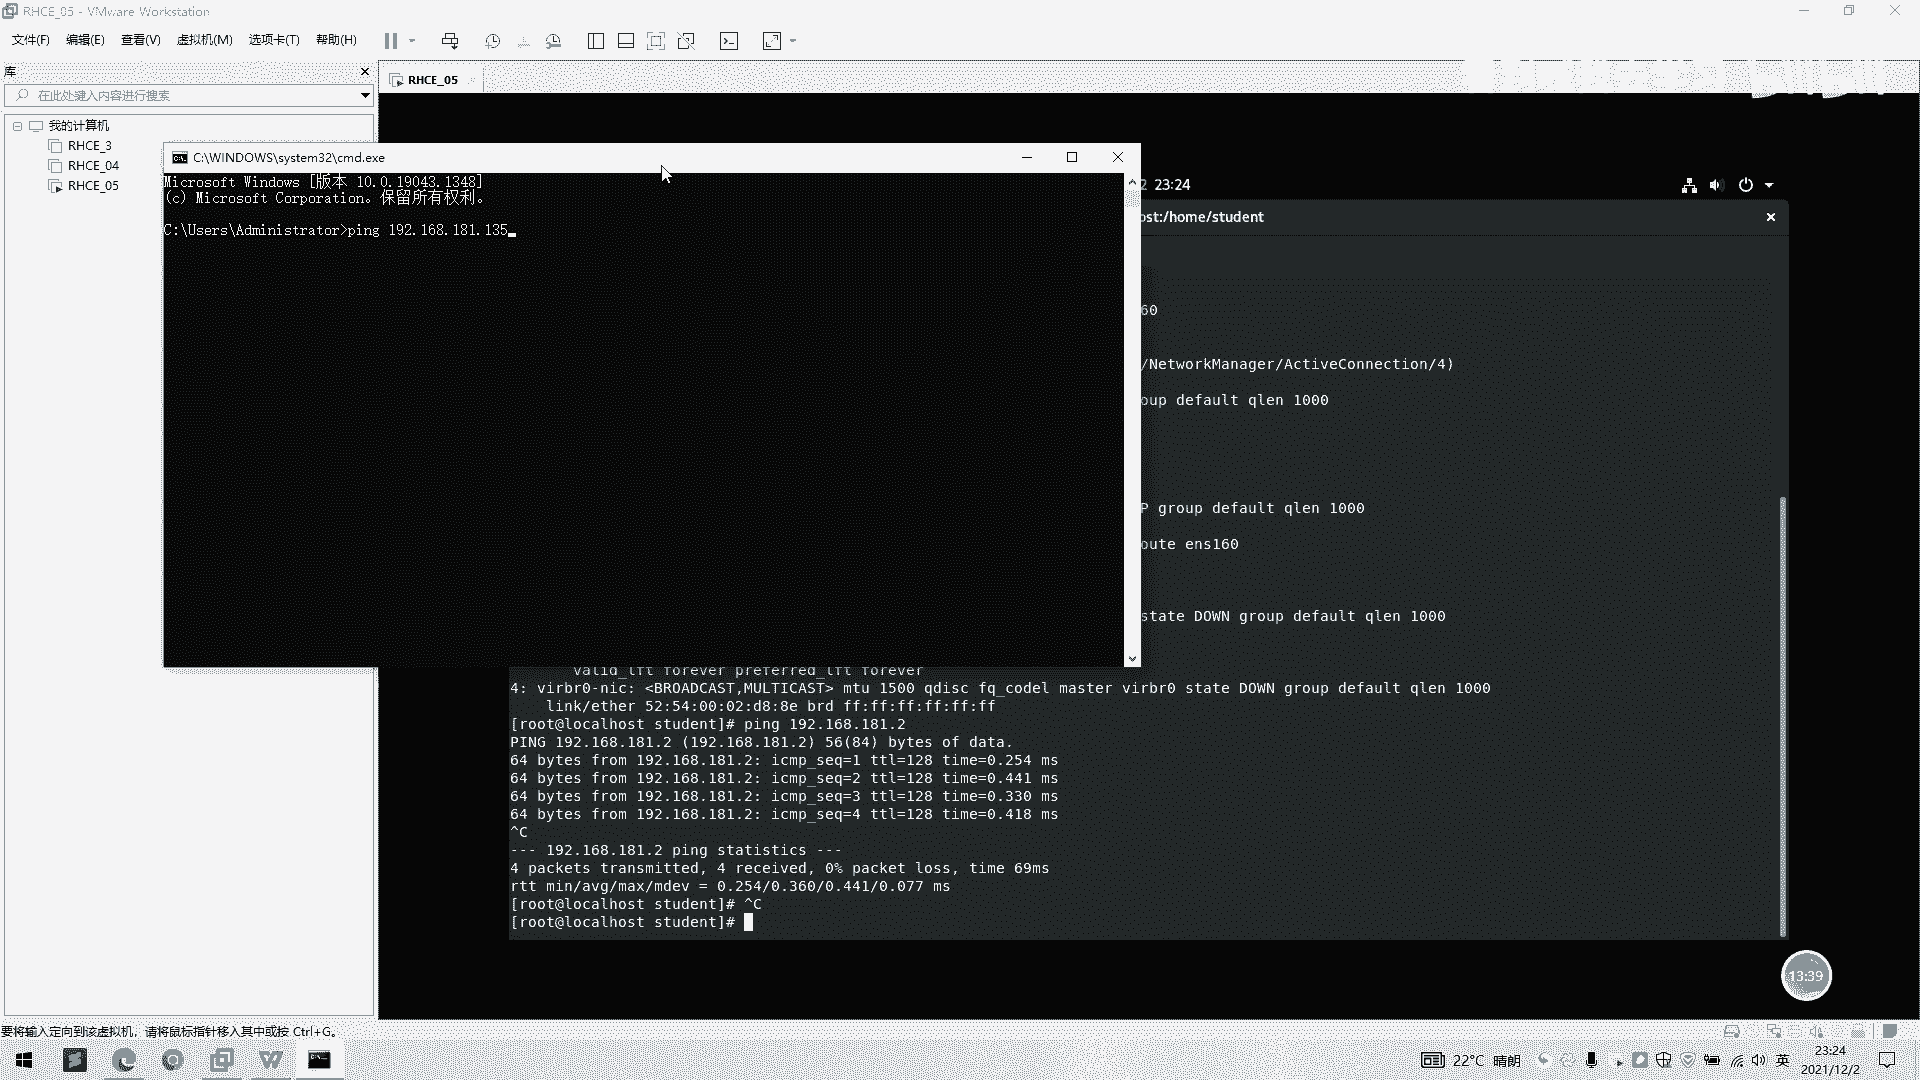 RHCE_05 - VMware Workstation
文件(F) 编辑(E) 查看(V) 虚拟机(M) 选项卡(T) 帮助(H)
库
在此处键入内容进行搜索
我的计算机
RHCE_3
RHCE_04
RHCE_05
RHCE_05
C:\WINDOWS\system32\cmd.exe
Microsoft Windows [版本 10.0.19043.1348]
(c) Microsoft Corporation。保留所有权利。
C:\Users\Administrator>ping 192.168.181.135
2 23:24
ost:/home/student
60
/NetworkManager/ActiveConnection/4)
oup default qlen 1000
P group default qlen 1000
oute ens160
state DOWN group default qlen 1000
valid_lft forever preferred_lft forever
4: virbr0-nic: <BROADCAST,MULTICAST> mtu 1500 qdisc fq_codel master virbr0 state DOWN group default qlen 1000
link/ether 52:54:00:02:d8:8e brd ff:ff:ff:ff:ff:ff
[root@localhost student]# ping 192.168.181.2
PING 192.168.181.2 (192.168.181.2) 56(84) bytes of data.
64 bytes from 192.168.181.2: icmp_seq=1 ttl=128 time=0.254 ms
64 bytes from 192.168.181.2: icmp_seq=2 ttl=128 time=0.441 ms
64 bytes from 192.168.181.2: icmp_seq=3 ttl=128 time=0.330 ms
64 bytes from 192.168.181.2: icmp_seq=4 ttl=128 time=0.418 ms
^C
--- 192.168.181.2 ping statistics ---
4 packets transmitted, 4 received, 0% packet loss, time 69ms
rtt min/avg/max/mdev = 0.254/0.360/0.441/0.077 ms
[root@localhost student]# ^C
[root@localhost student]#
13:39
要将输入定向到该虚拟机，请将鼠标指针移入其中或按 Ctrl+G。
22°C 晴朗
英
23:24
2021/12/2